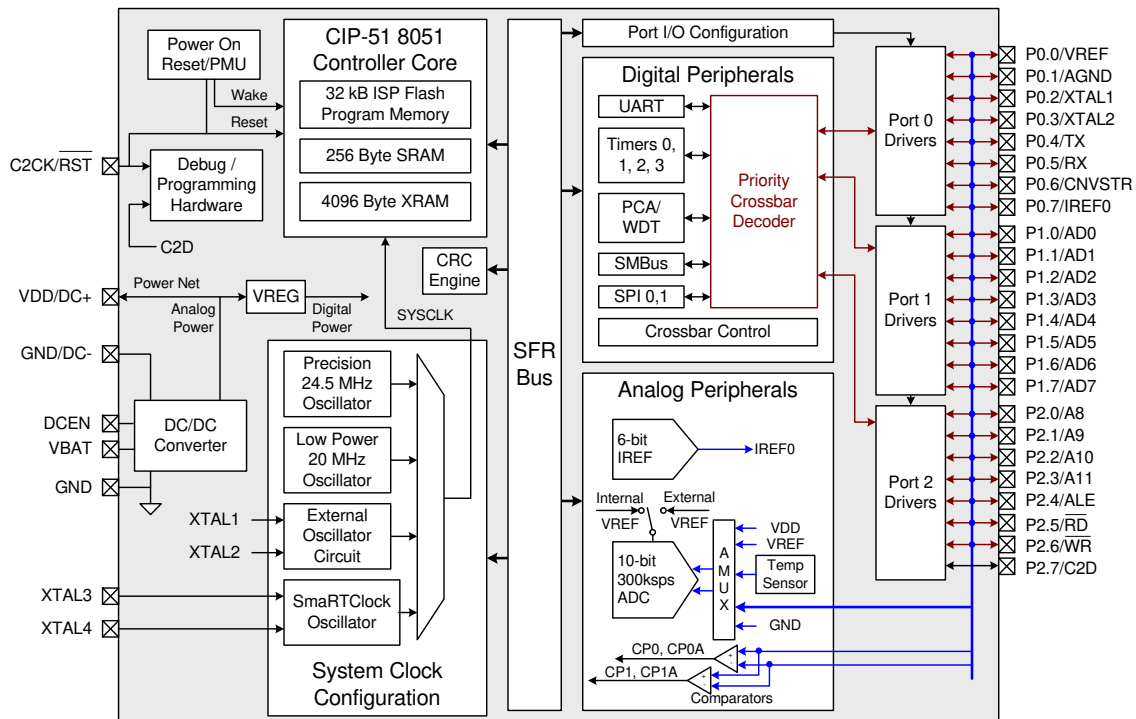 Power On
Reset/PMU
Wake
Reset
C2CK/RST
Debug /
Programming
Hardware
C2D
CIP-51 8051
Controller Core
32 kB ISP Flash
Program Memory
256 Byte SRAM
4096 Byte XRAM
CRC
Engine
VDD/DC+
Power Net
Analog
Power
VREG
Digital
Power
SYSCLK
GND/DC-
DCEN
VBAT
GND
DC/DC
Converter
Precision
24.5 MHz
Oscillator
Low Power
20 MHz
Oscillator
XTAL1
XTAL2
External
Oscillator
Circuit
XTAL3
XTAL4
SmaRTClock
Oscillator
System Clock
Configuration
SFR
Bus
Port I/O Configuration
Digital Peripherals
UART
Timers 0,
1, 2, 3
PCA/
WDT
SMBus
SPI 0,1
Priority
Crossbar
Decoder
Crossbar Control
Analog Peripherals
6-bit
IREF
IREF0
Internal
VREF
External
VREF
10-bit
300ksps
ADC
A
M
U
X
VDD
VREF
Temp
Sensor
GND
CP0, CP0A
+
-
CP1, CP1A
+
-
Comparators
Port 0
Drivers
Port 1
Drivers
Port 2
Drivers
P0.0/VREF
P0.1/AGND
P0.2/XTAL1
P0.3/XTAL2
P0.4/TX
P0.5/RX
P0.6/CNVSTR
P0.7/IREF0
P1.0/AD0
P1.1/AD1
P1.2/AD2
P1.3/AD3
P1.4/AD4
P1.5/AD5
P1.6/AD6
P1.7/AD7
P2.0/A8
P2.1/A9
P2.2/A10
P2.3/A11
P2.4/ALE
P2.5/RD
P2.6/WR
P2.7/C2D